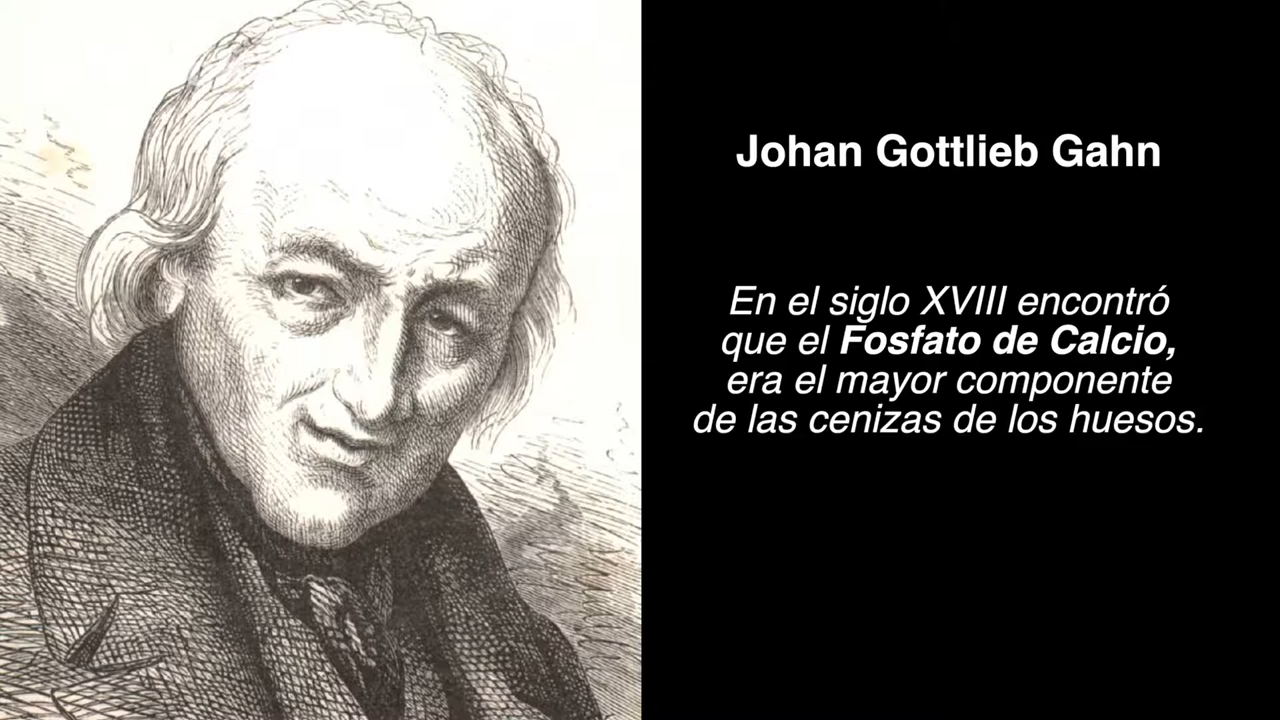 Johan Gottlieb Gahn
En el siglo XVIII encontró
que el Fosfato de Calcio,
era el mayor componente
de las cenizas de los huesos.